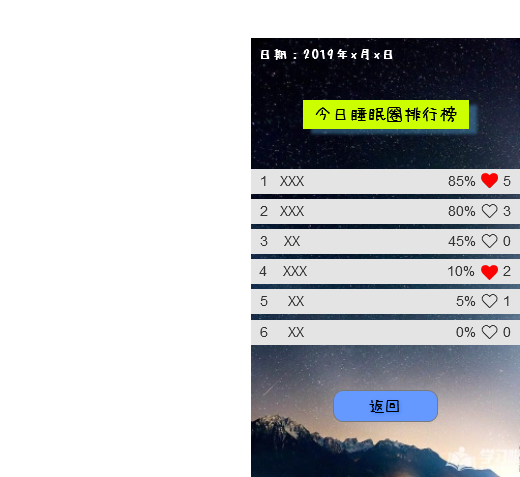 日期：2019年x月x日
今日睡眠圈排行榜
1 XXX 85% 5
2 XXX 80% 3
3 XX 45% 0
4 XXX 10% 2
5 XX 5% 1
6 XX 0% 0
返回